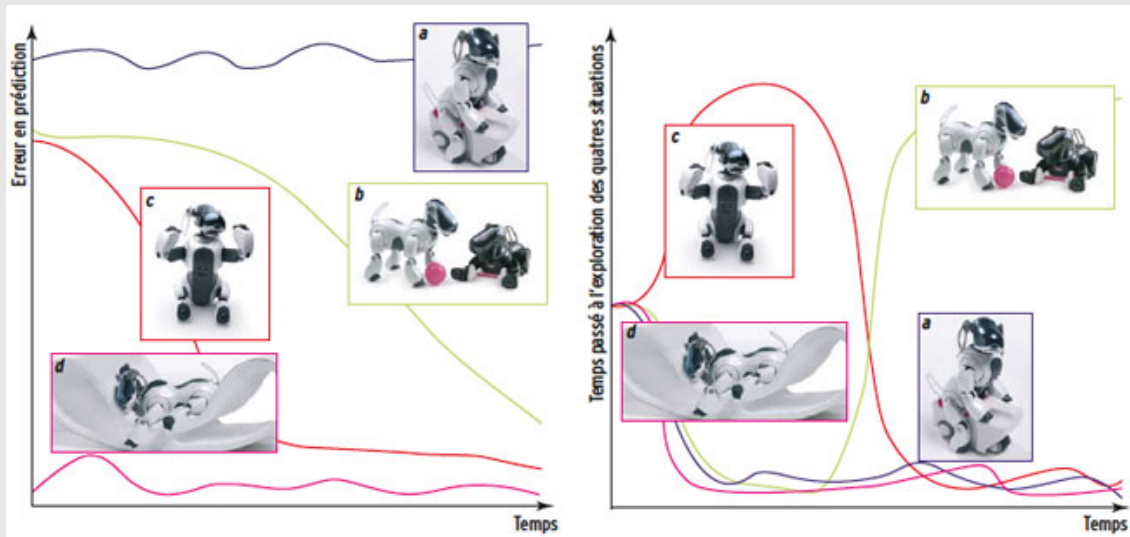 Erreur en prédiction
a
c
b
d
Temps
Temps passé à l'exploration des quatres situations
b
c
d
a
Temps